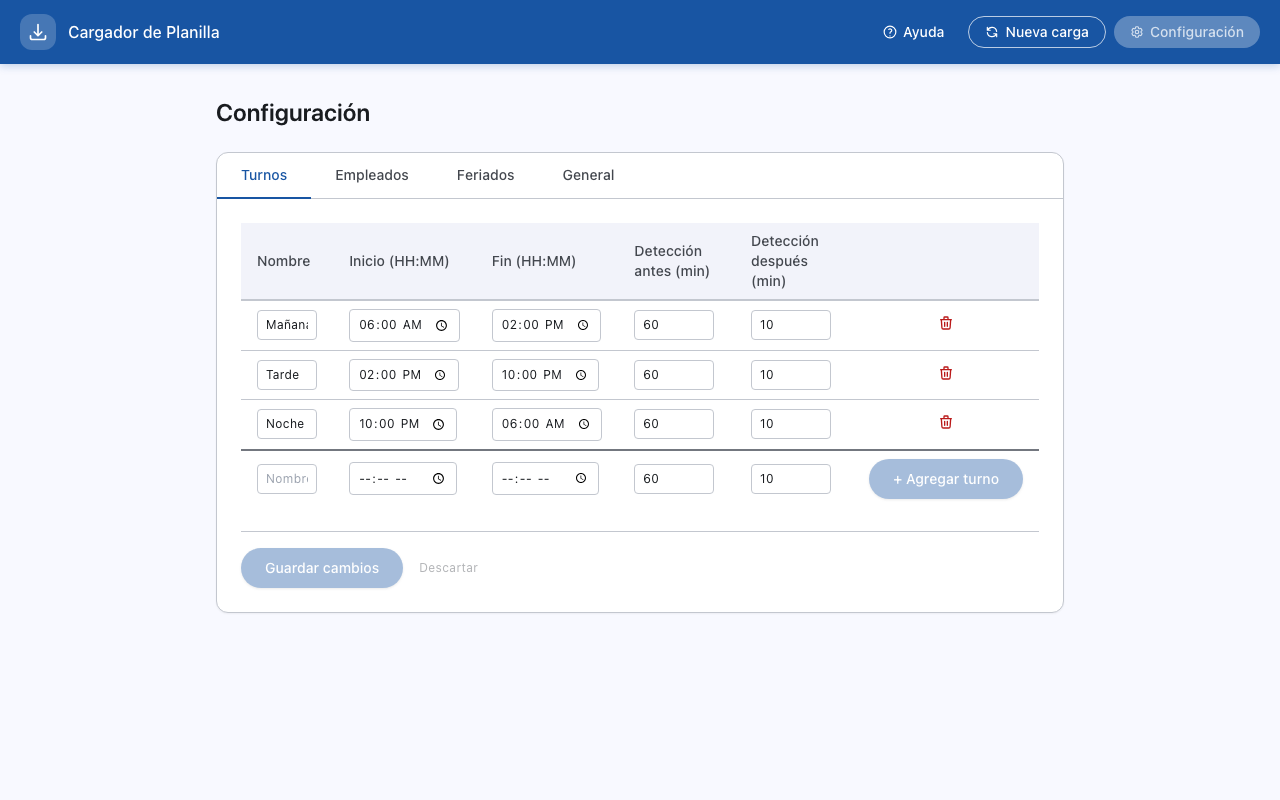 Cargador de Planilla
Ayuda
Nueva carga
Configuración
Configuración
Turnos
Empleados
Feriados
General
Nombre
Inicio (HH:MM)
Fin (HH:MM)
Detección
antes (min)
Detección
después
(min)
Mañana
06:00 AM
02:00 PM
60
10
Tarde
02:00 PM
10:00 PM
60
10
Noche
10:00 PM
06:00 AM
60
10
Nombre
--:-- --
--:-- --
60
10
+ Agregar turno
Guardar cambios
Descartar